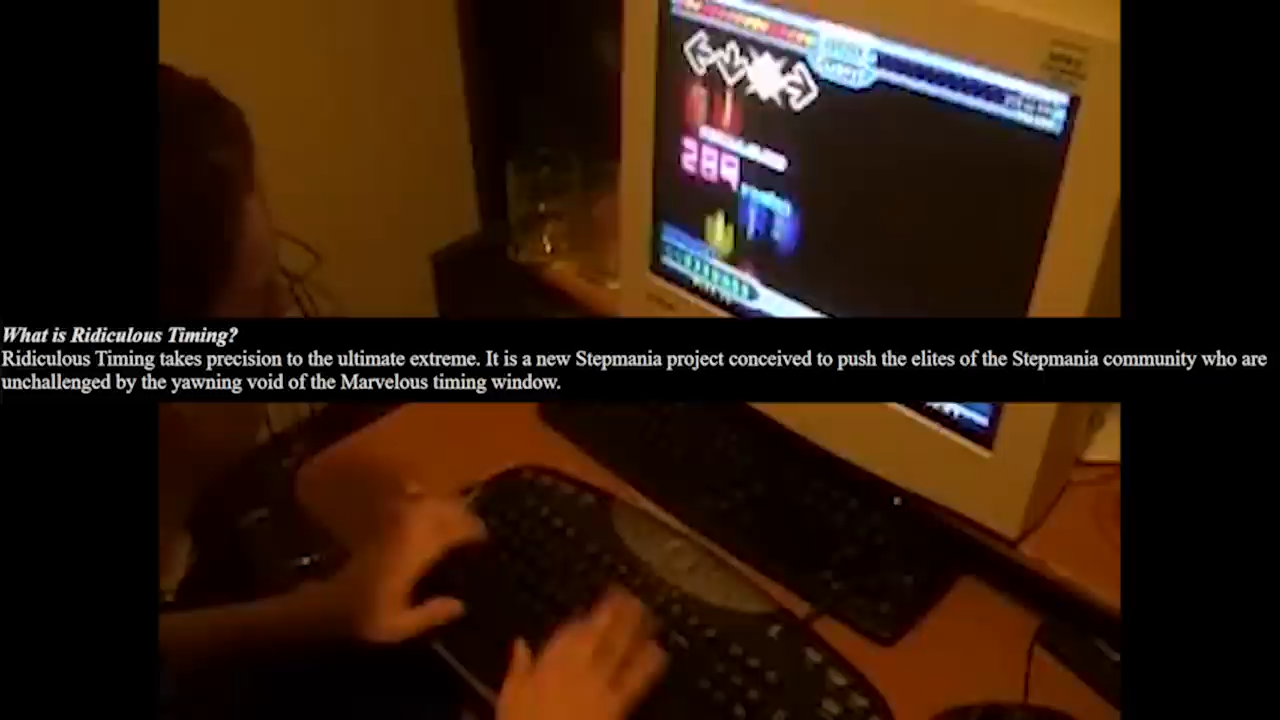 289
What is Ridiculous Timing?
Ridiculous Timing takes precision to the ultimate extreme. It is a new Stepmania project conceived to push the elites of the Stepmania community who are
unchallenged by the yawning void of the Marvelous timing window.